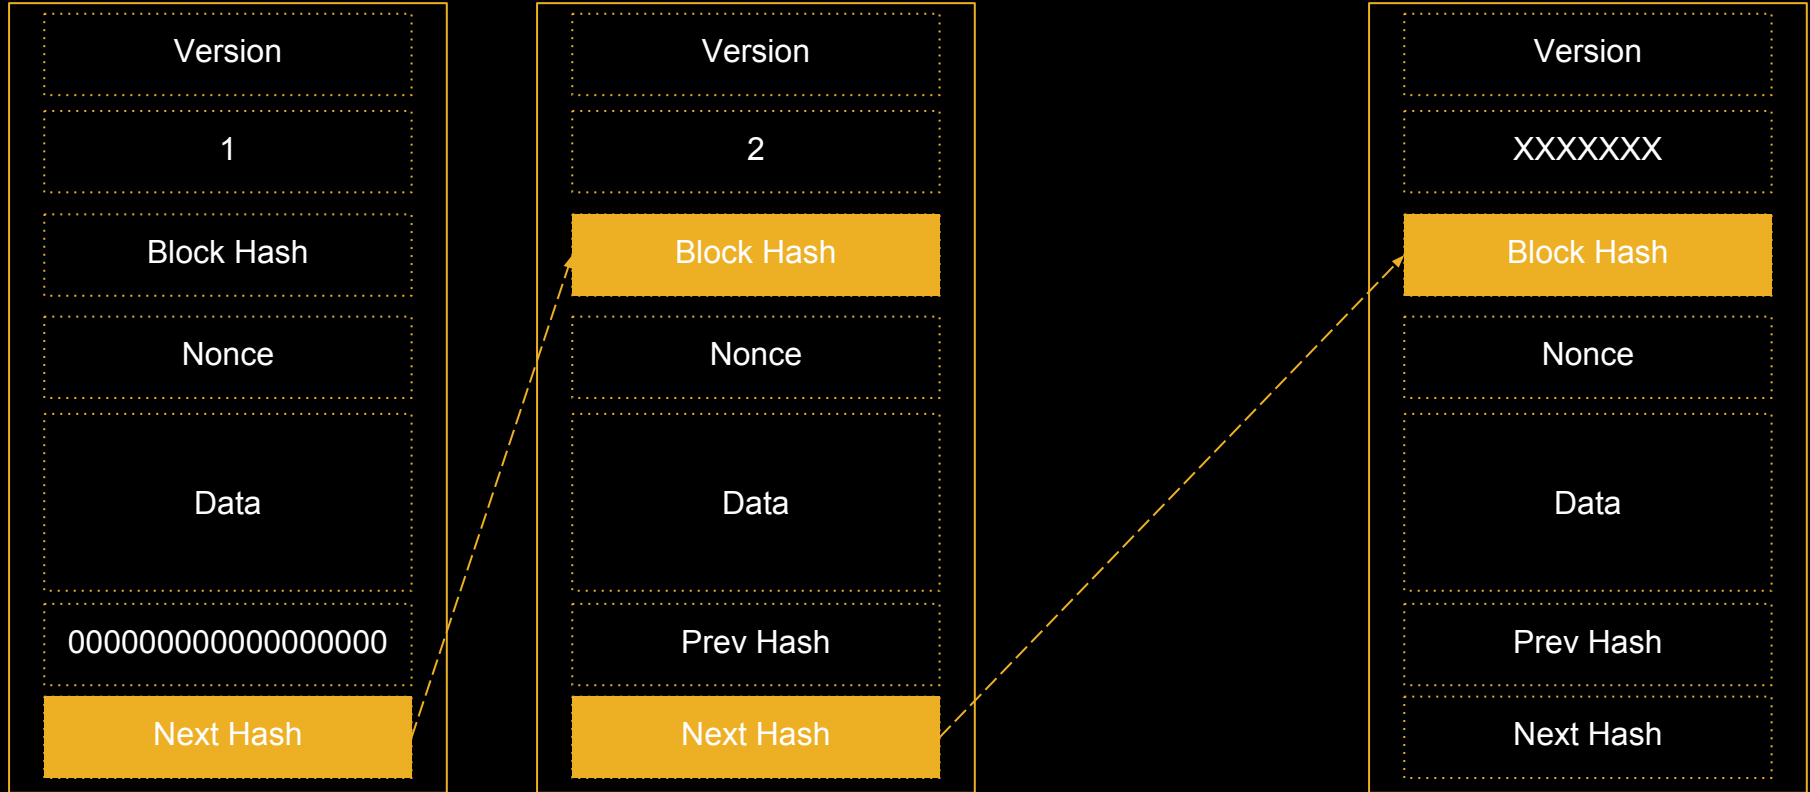 Version
1
Block Hash
Nonce
Data
000000000000000000
Next Hash
Version
2
Block Hash
Nonce
Data
Prev Hash
Next Hash
Version
XXXXXXX
Block Hash
Nonce
Data
Prev Hash
Next Hash